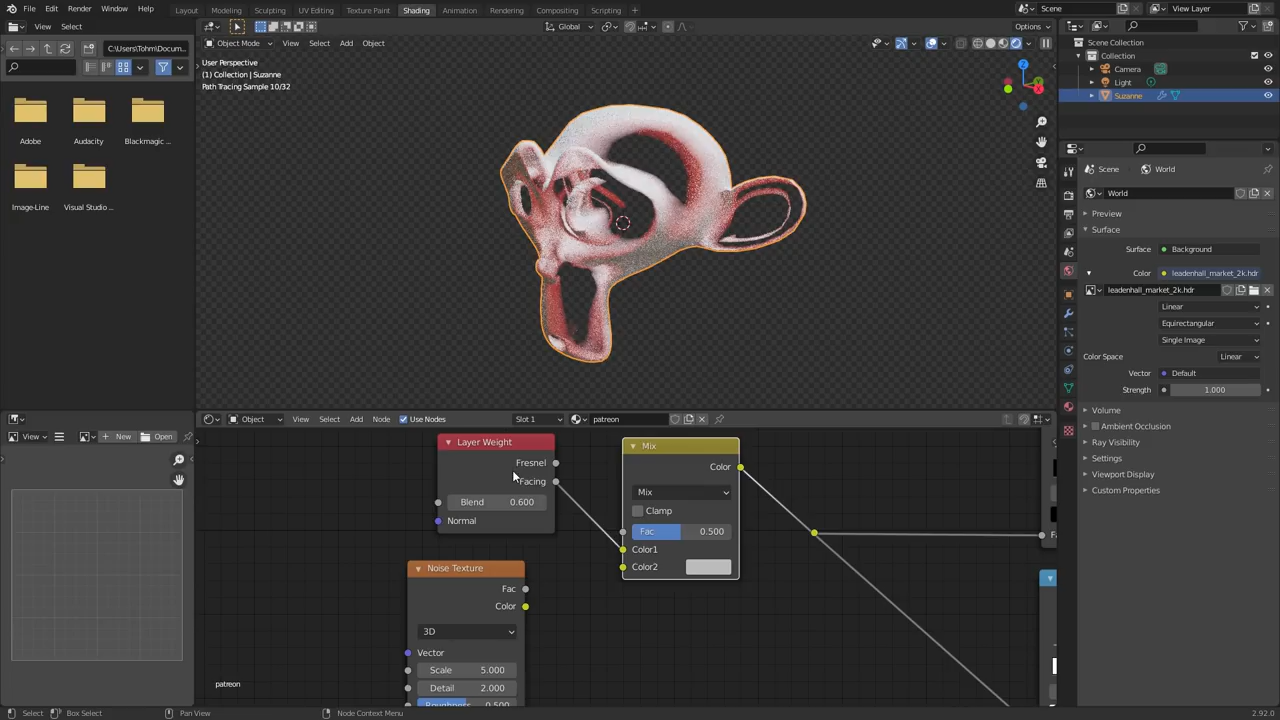 File Edit Render Window Help Layout Modeling Sculpting UV Editing Texture Paint Shading Animation Rendering Compositing Scripting Scene View Layer
View Select Global Options
C:\Users\Tohm\Docum...
Object Mode View Select Add Object
User Perspective
(1) Collection | Suzanne
Path Tracing Sample 10/32
Adobe Audacity Blackmagic ...
Image-Line Visual Studio ...
Z
Y
X
Scene Collection
Collection
Camera
Light
Suzanne
Scene World
World
Preview
Surface
Surface Background
Color leadenhall_market_2k.hdr
leadenhall_market_2k.hdr
Linear
Equirectangular
Single Image
Color Space Linear
Vector Default
Strength 1.000
Volume
Ambient Occlusion
Ray Visibility
Settings
Viewport Display
Custom Properties
Object View Select Add Node Use Nodes Slot 1 patreon
View New Open
Layer Weight
Fresnel
Facing
Blend 0.600
Normal
Mix
Color
Mix
Clamp
Fac 0.500
Color1
Color2
Noise Texture
Fac
Color
3D
Vector
Scale 5.000
Detail 2.000
Roughness 0.500
patreon
Select Box Select Pan View Node Context Menu 2.92.0